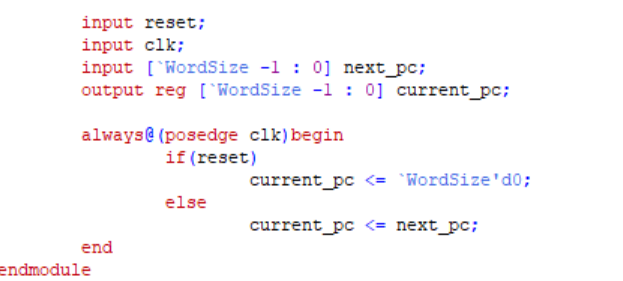 input reset;
input clk;
input [`WordSize -1 : 0] next_pc;
output reg [`WordSize -1 : 0] current_pc;
always@(posedge clk)begin
if(reset)
current_pc <= `WordSize'd0;
else
current_pc <= next_pc;
end
endmodule